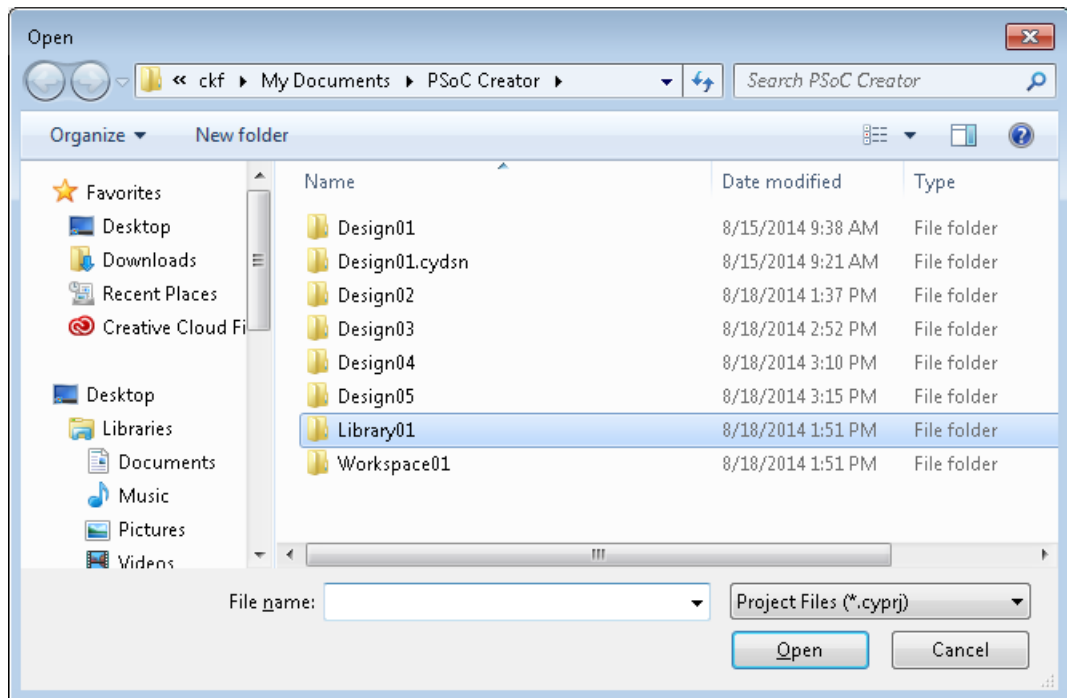 Open
« ckf My Documents PSoC Creator Search PSoC Creator
Organize New folder
Favorites
Desktop
Downloads
Recent Places
Creative Cloud Fi
Desktop
Libraries
Documents
Music
Pictures
Videos
Name Date modified Type
Design01 8/15/2014 9:38 AM File folder
Design01.cydsn 8/15/2014 9:21 AM File folder
Design02 8/18/2014 1:37 PM File folder
Design03 8/18/2014 2:52 PM File folder
Design04 8/18/2014 3:10 PM File folder
Design05 8/18/2014 3:15 PM File folder
Library01 8/18/2014 1:51 PM File folder
Workspace01 8/18/2014 1:51 PM File folder
File name: Project Files (*.cyprj)
Open Cancel